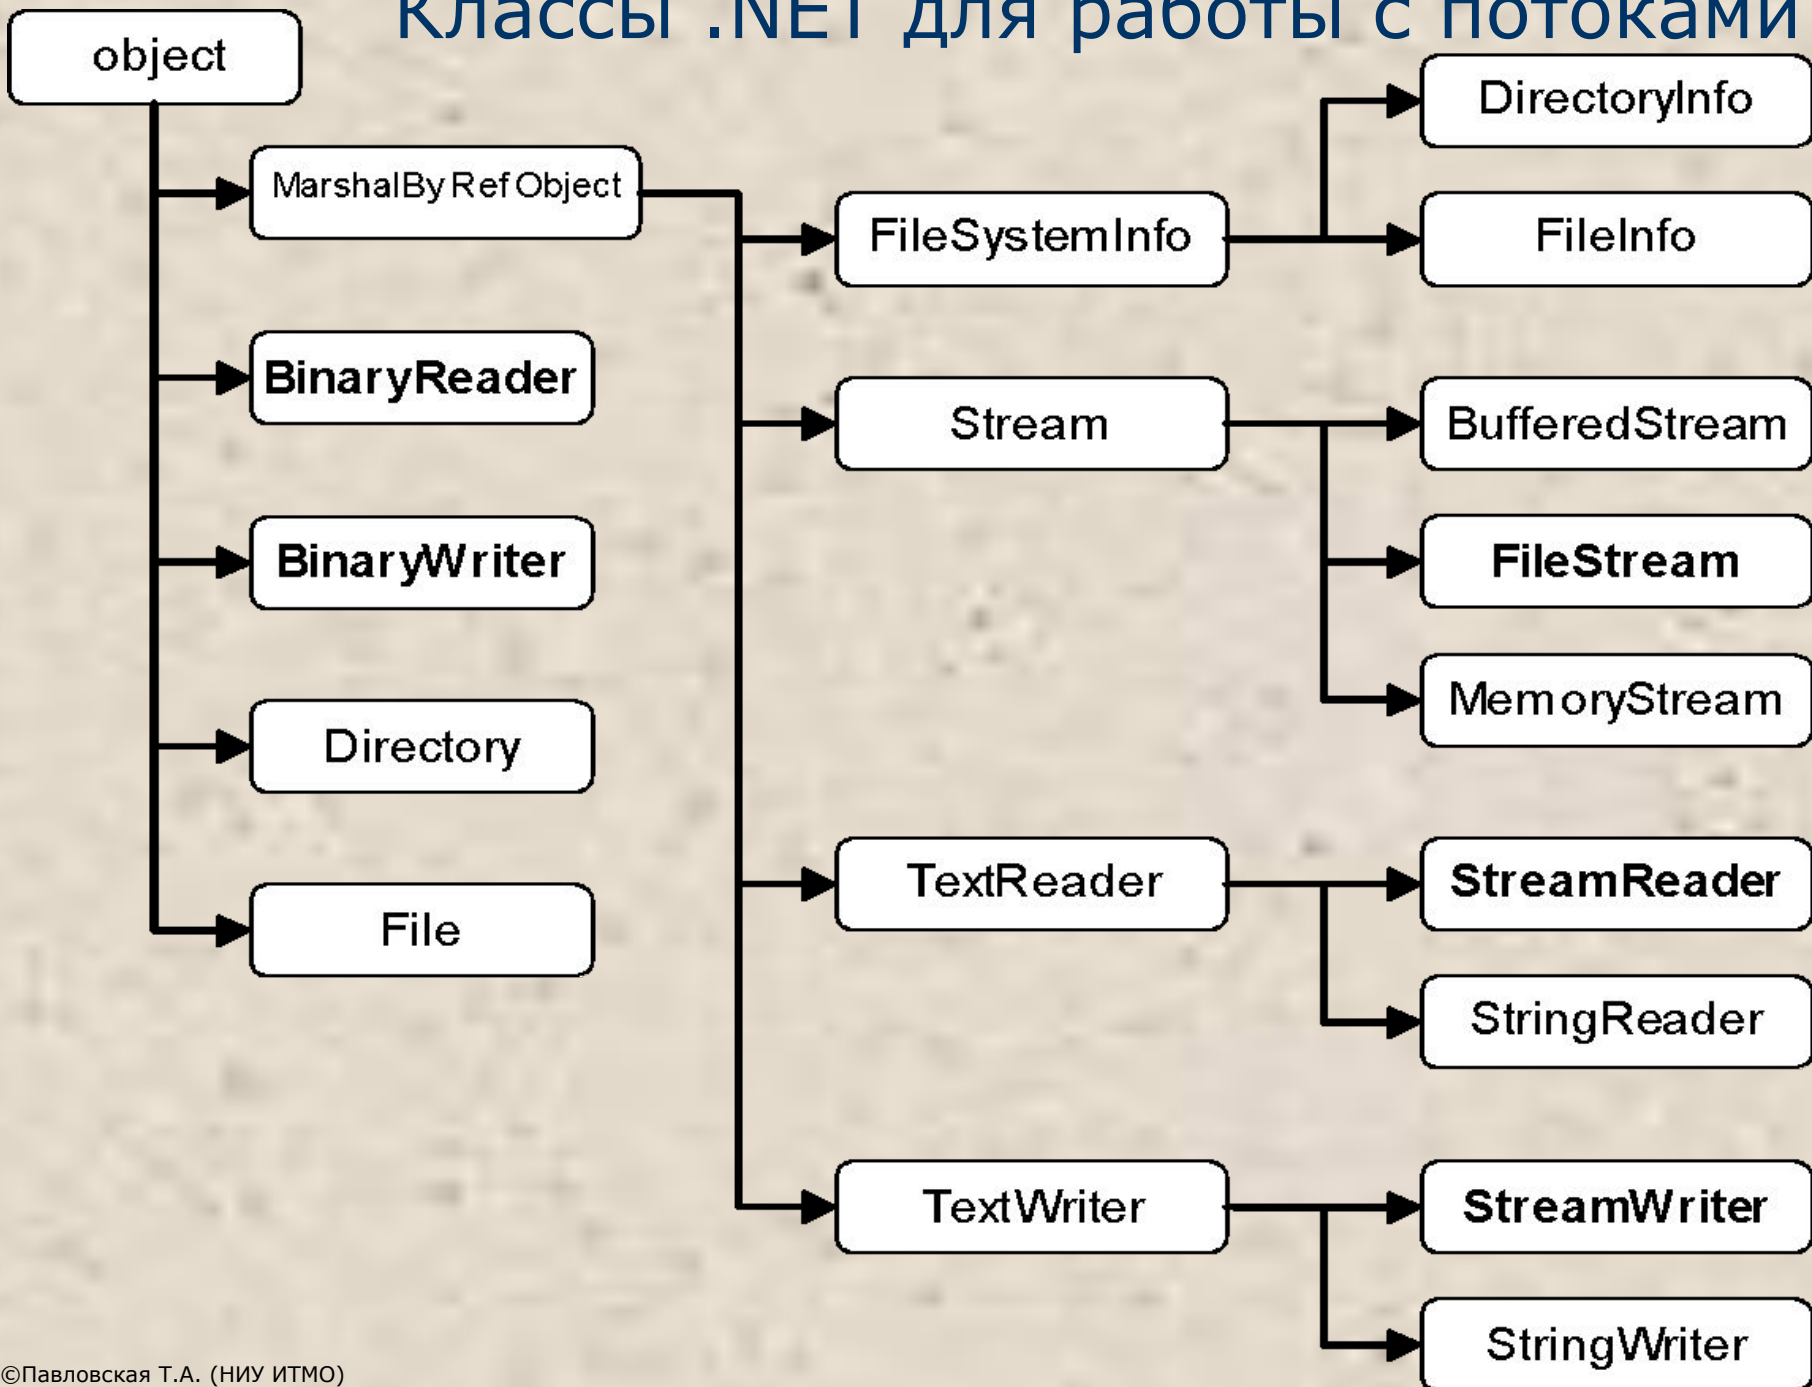 Классы .NET для работы с потоками
object
MarshalByRefObject
BinaryReader
BinaryWriter
Directory
File
FileSystemInfo
Stream
TextReader
TextWriter
DirectoryInfo
FileInfo
BufferedStream
FileStream
MemoryStream
StreamReader
StringReader
StreamWriter
StringWriter
©Павловская Т.А. (НИУ ИТМО)